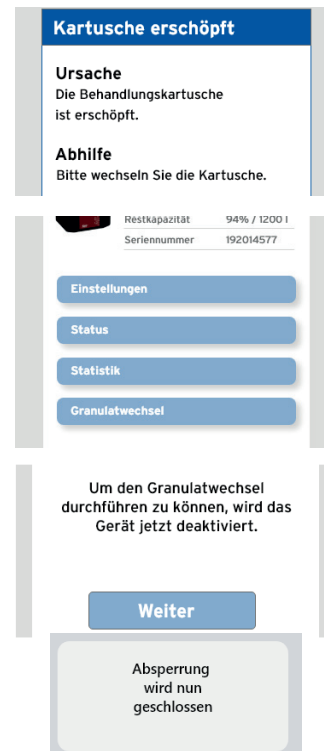 Kartusche erschöpft
Ursache
Die Behandlungskartusche
ist erschöpft.
Abhilfe
Bitte wechseln Sie die Kartusche.
Restkapazität 94% / 1200 l
Seriennummer 192014577
Einstellungen
Status
Statistik
Granulatwechsel
Um den Granulatwechsel
durchführen zu können, wird das
Gerät jetzt deaktiviert.
Weiter
Absperrung
wird nun
geschlossen